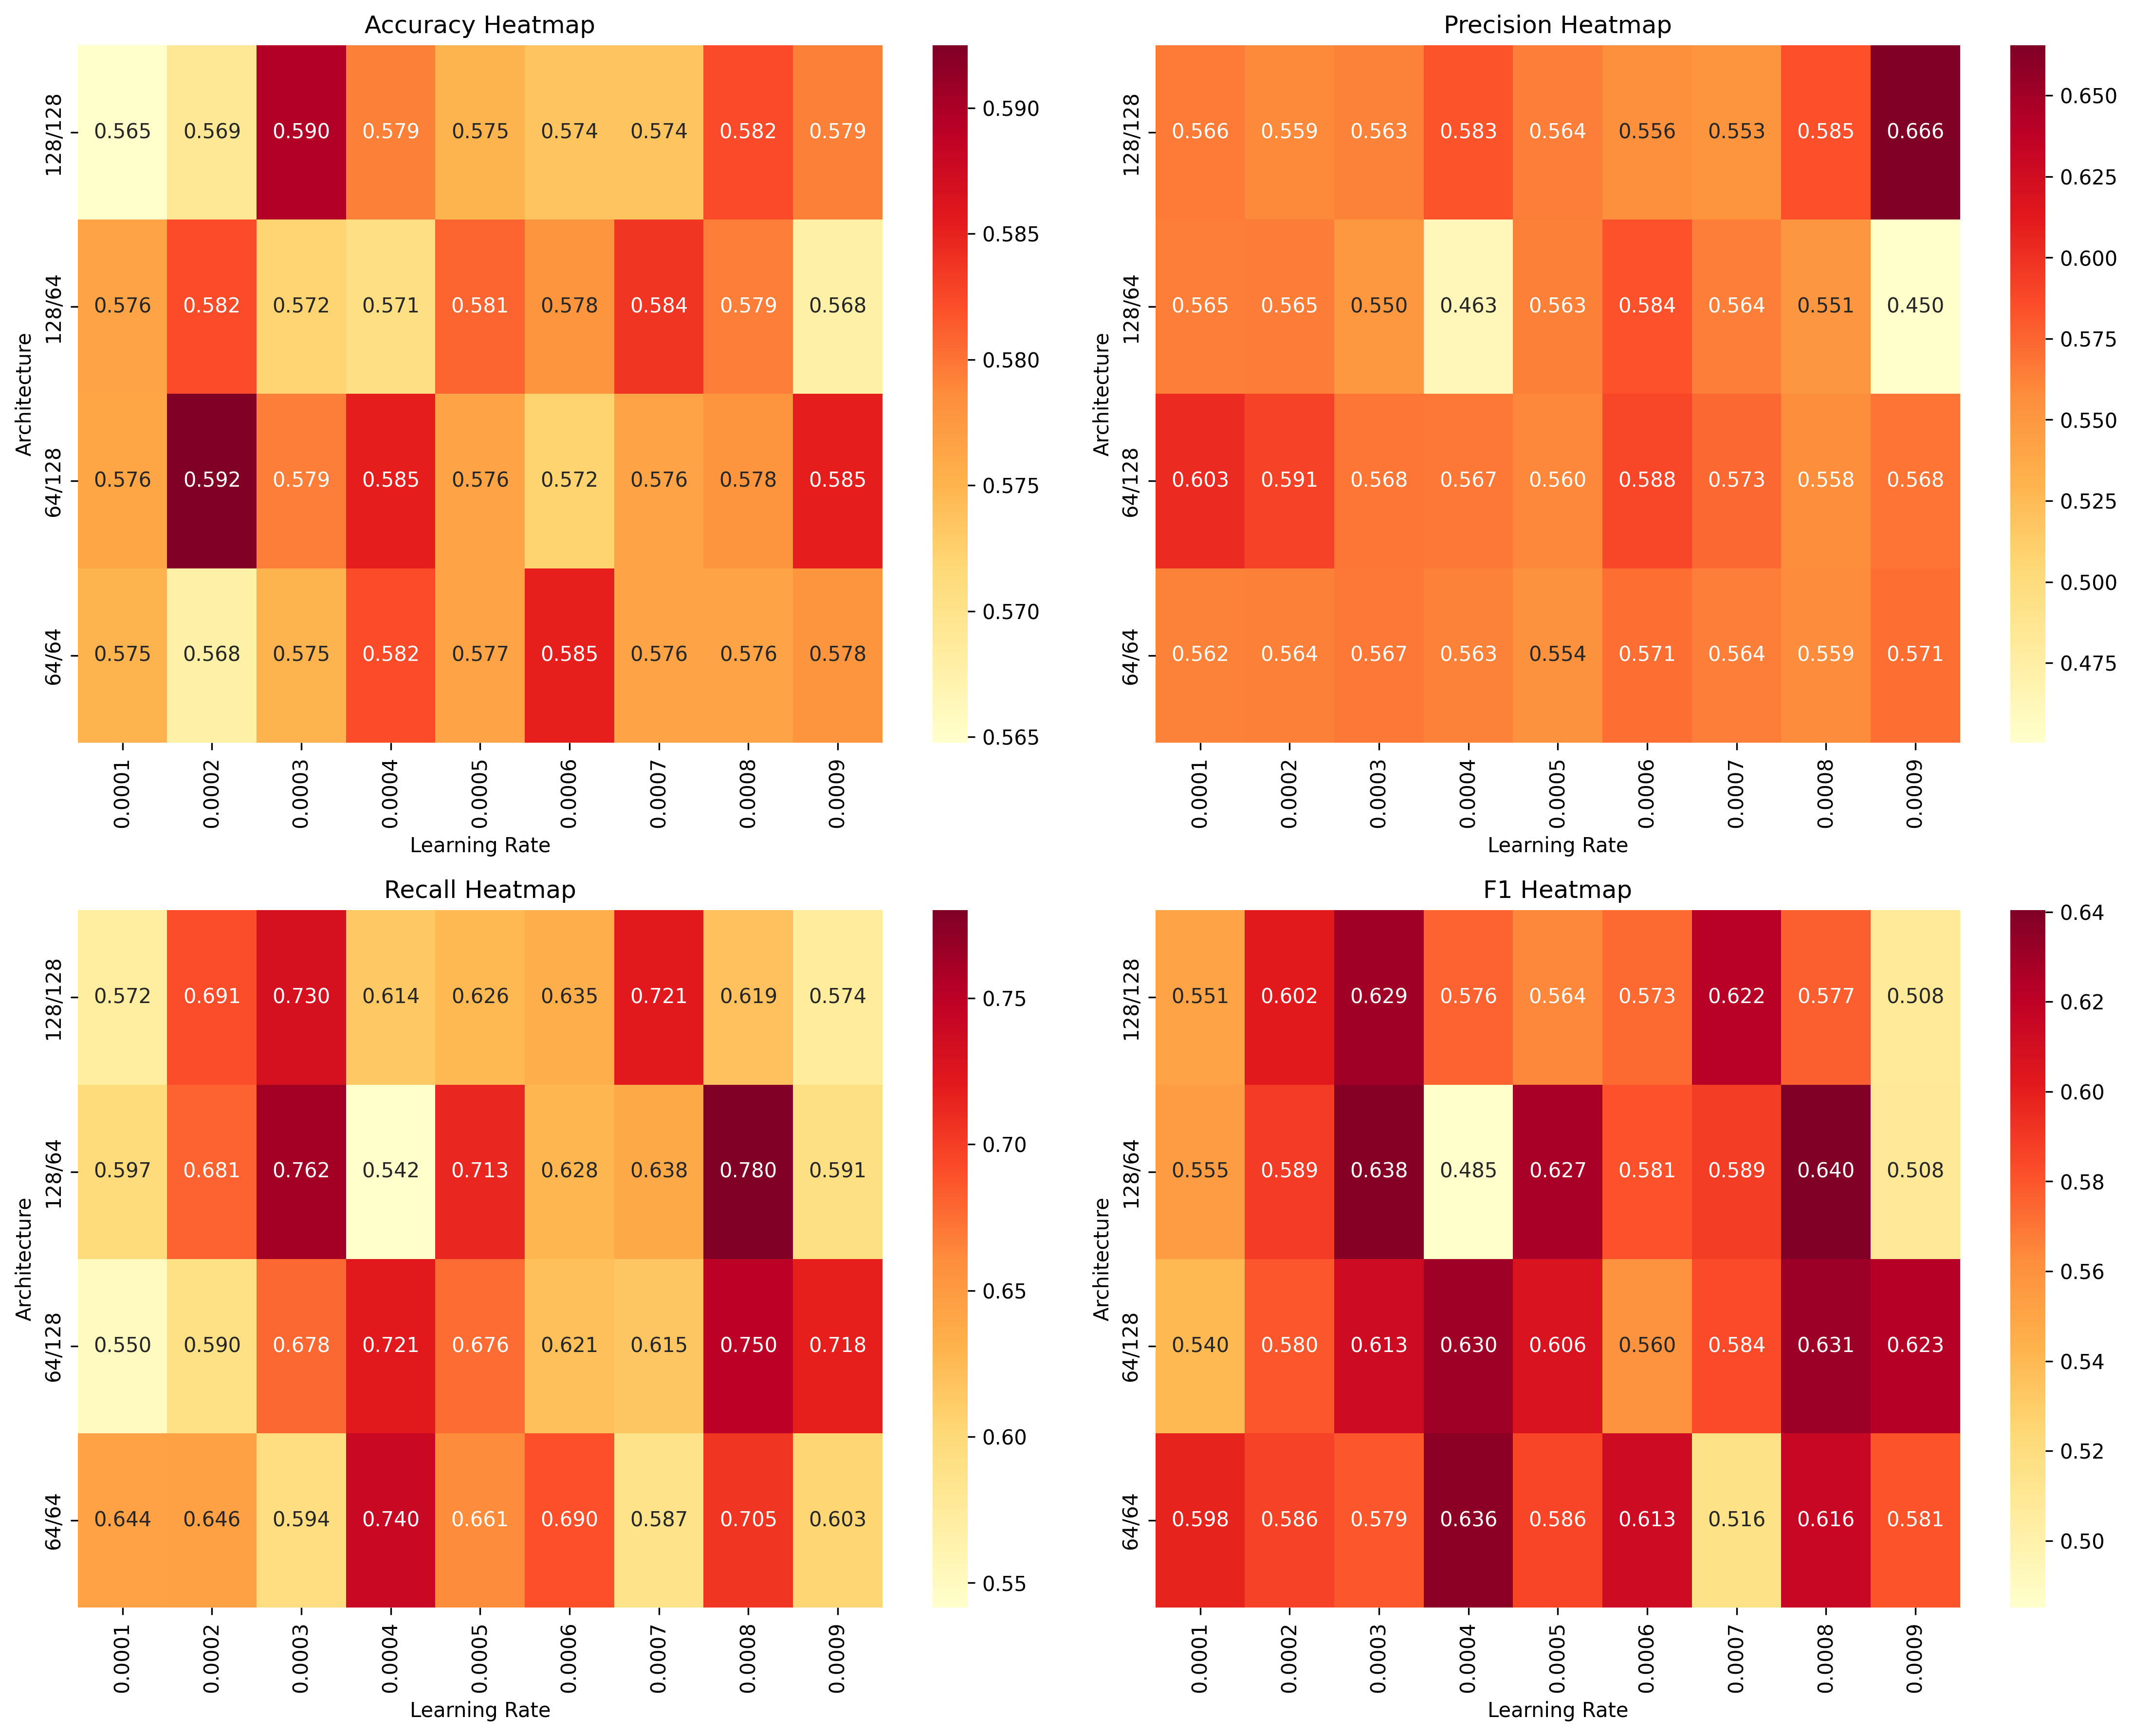 Accuracy Heatmap
Architecture
128/128
0.565 0.569 0.590 0.579 0.575 0.574 0.574 0.582 0.579
128/64
0.576 0.582 0.572 0.571 0.581 0.578 0.584 0.579 0.568
64/128
0.576 0.592 0.579 0.585 0.576 0.572 0.576 0.578 0.585
64/64
0.575 0.568 0.575 0.582 0.577 0.585 0.576 0.576 0.578
0.0001 0.0002 0.0003 0.0004 0.0005 0.0006 0.0007 0.0008 0.0009
Learning Rate
0.590
0.585
0.580
0.575
0.570
0.565
Precision Heatmap
Architecture
128/128
0.566 0.559 0.563 0.583 0.564 0.556 0.553 0.585 0.666
128/64
0.565 0.565 0.550 0.463 0.563 0.584 0.564 0.551 0.450
64/128
0.603 0.591 0.568 0.567 0.560 0.588 0.573 0.558 0.568
64/64
0.562 0.564 0.567 0.563 0.554 0.571 0.564 0.559 0.571
0.0001 0.0002 0.0003 0.0004 0.0005 0.0006 0.0007 0.0008 0.0009
Learning Rate
0.650
0.625
0.600
0.575
0.550
0.525
0.500
0.475
Recall Heatmap
Architecture
128/128
0.572 0.691 0.730 0.614 0.626 0.635 0.721 0.619 0.574
128/64
0.597 0.681 0.762 0.542 0.713 0.628 0.638 0.780 0.591
64/128
0.550 0.590 0.678 0.721 0.676 0.621 0.615 0.750 0.718
64/64
0.644 0.646 0.594 0.740 0.661 0.690 0.587 0.705 0.603
0.0001 0.0002 0.0003 0.0004 0.0005 0.0006 0.0007 0.0008 0.0009
Learning Rate
0.75
0.70
0.65
0.60
0.55
F1 Heatmap
Architecture
128/128
0.551 0.602 0.629 0.576 0.564 0.573 0.622 0.577 0.508
128/64
0.555 0.589 0.638 0.485 0.627 0.581 0.589 0.640 0.508
64/128
0.540 0.580 0.613 0.630 0.606 0.560 0.584 0.631 0.623
64/64
0.598 0.586 0.579 0.636 0.586 0.613 0.516 0.616 0.581
0.0001 0.0002 0.0003 0.0004 0.0005 0.0006 0.0007 0.0008 0.0009
Learning Rate
0.64
0.62
0.60
0.58
0.56
0.54
0.52
0.50